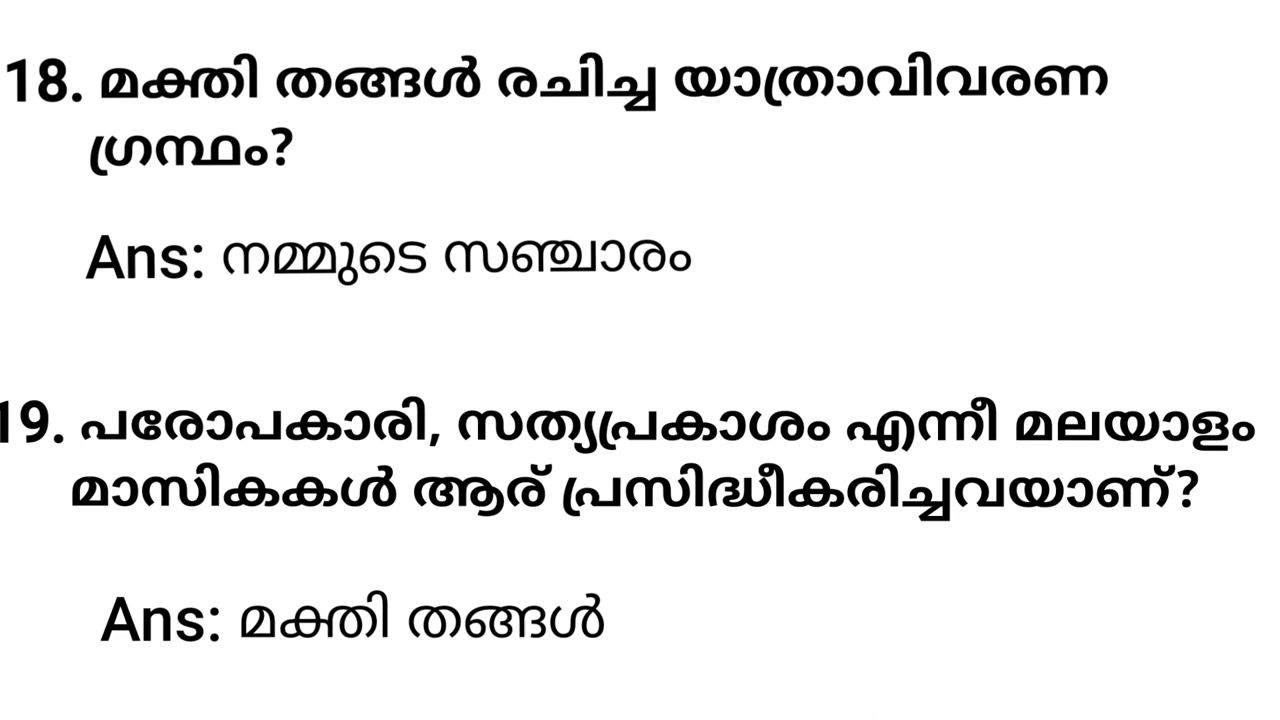 18. മക്തി തങ്ങൾ രചിച്ച യാത്രാവിവരണ
ഗ്രന്ഥം?
Ans: നമ്മുടെ സഞ്ചാരം
19. പരോപകാരി, സത്യപ്രകാശം എന്നീ മലയാളം
മാസികകൾ ആര് പ്രസിദ്ധീകരിച്ചവയാണ്?
Ans: മക്തി തങ്ങൾ